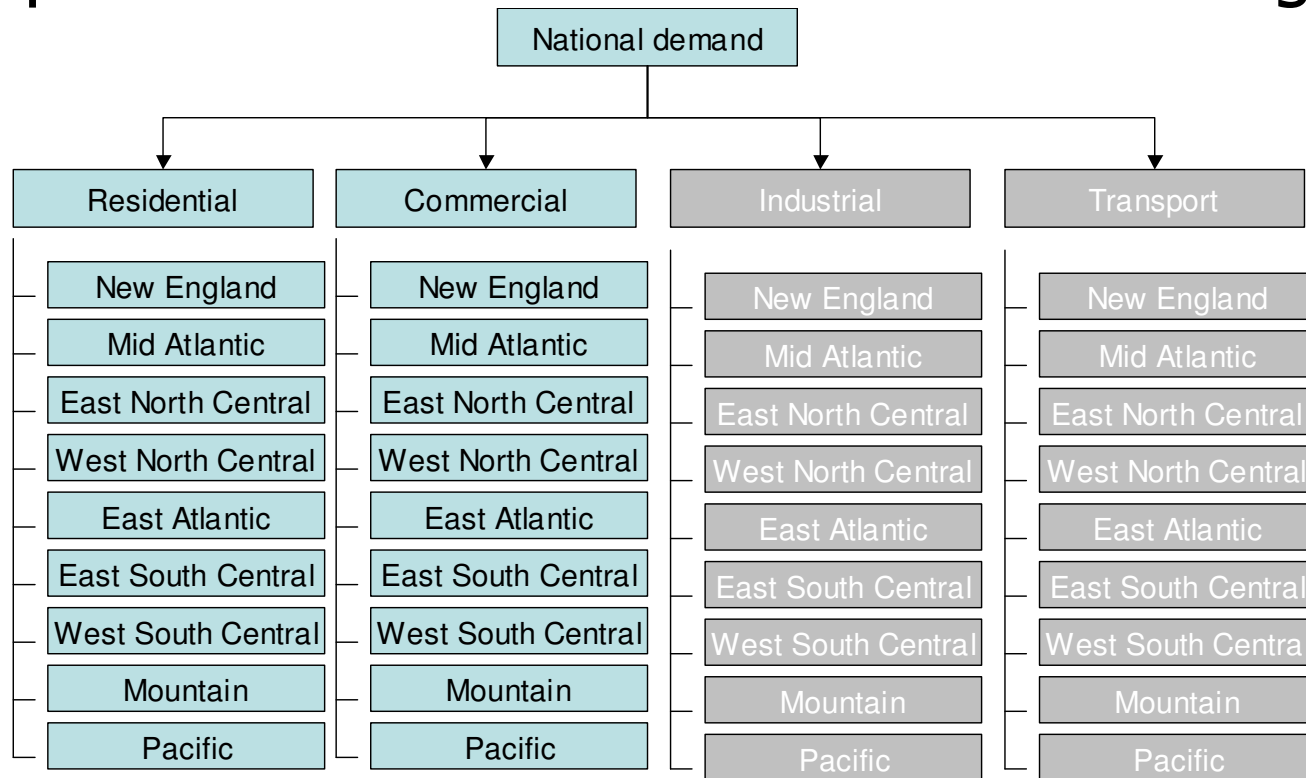 National demand
Residential
Commercial
Industrial
Transport
New England
Mid Atlantic
East North Central
West North Central
East Atlantic
East South Central
West South Central
Mountain
Pacific
New England
Mid Atlantic
East North Central
West North Central
East Atlantic
East South Central
West South Central
Mountain
Pacific
New England
Mid Atlantic
East North Central
West North Central
East Atlantic
East South Central
West South Central
Mountain
Pacific
New England
Mid Atlantic
East North Central
West North Central
East Atlantic
East South Central
West South Centra
Mountain
Pacific